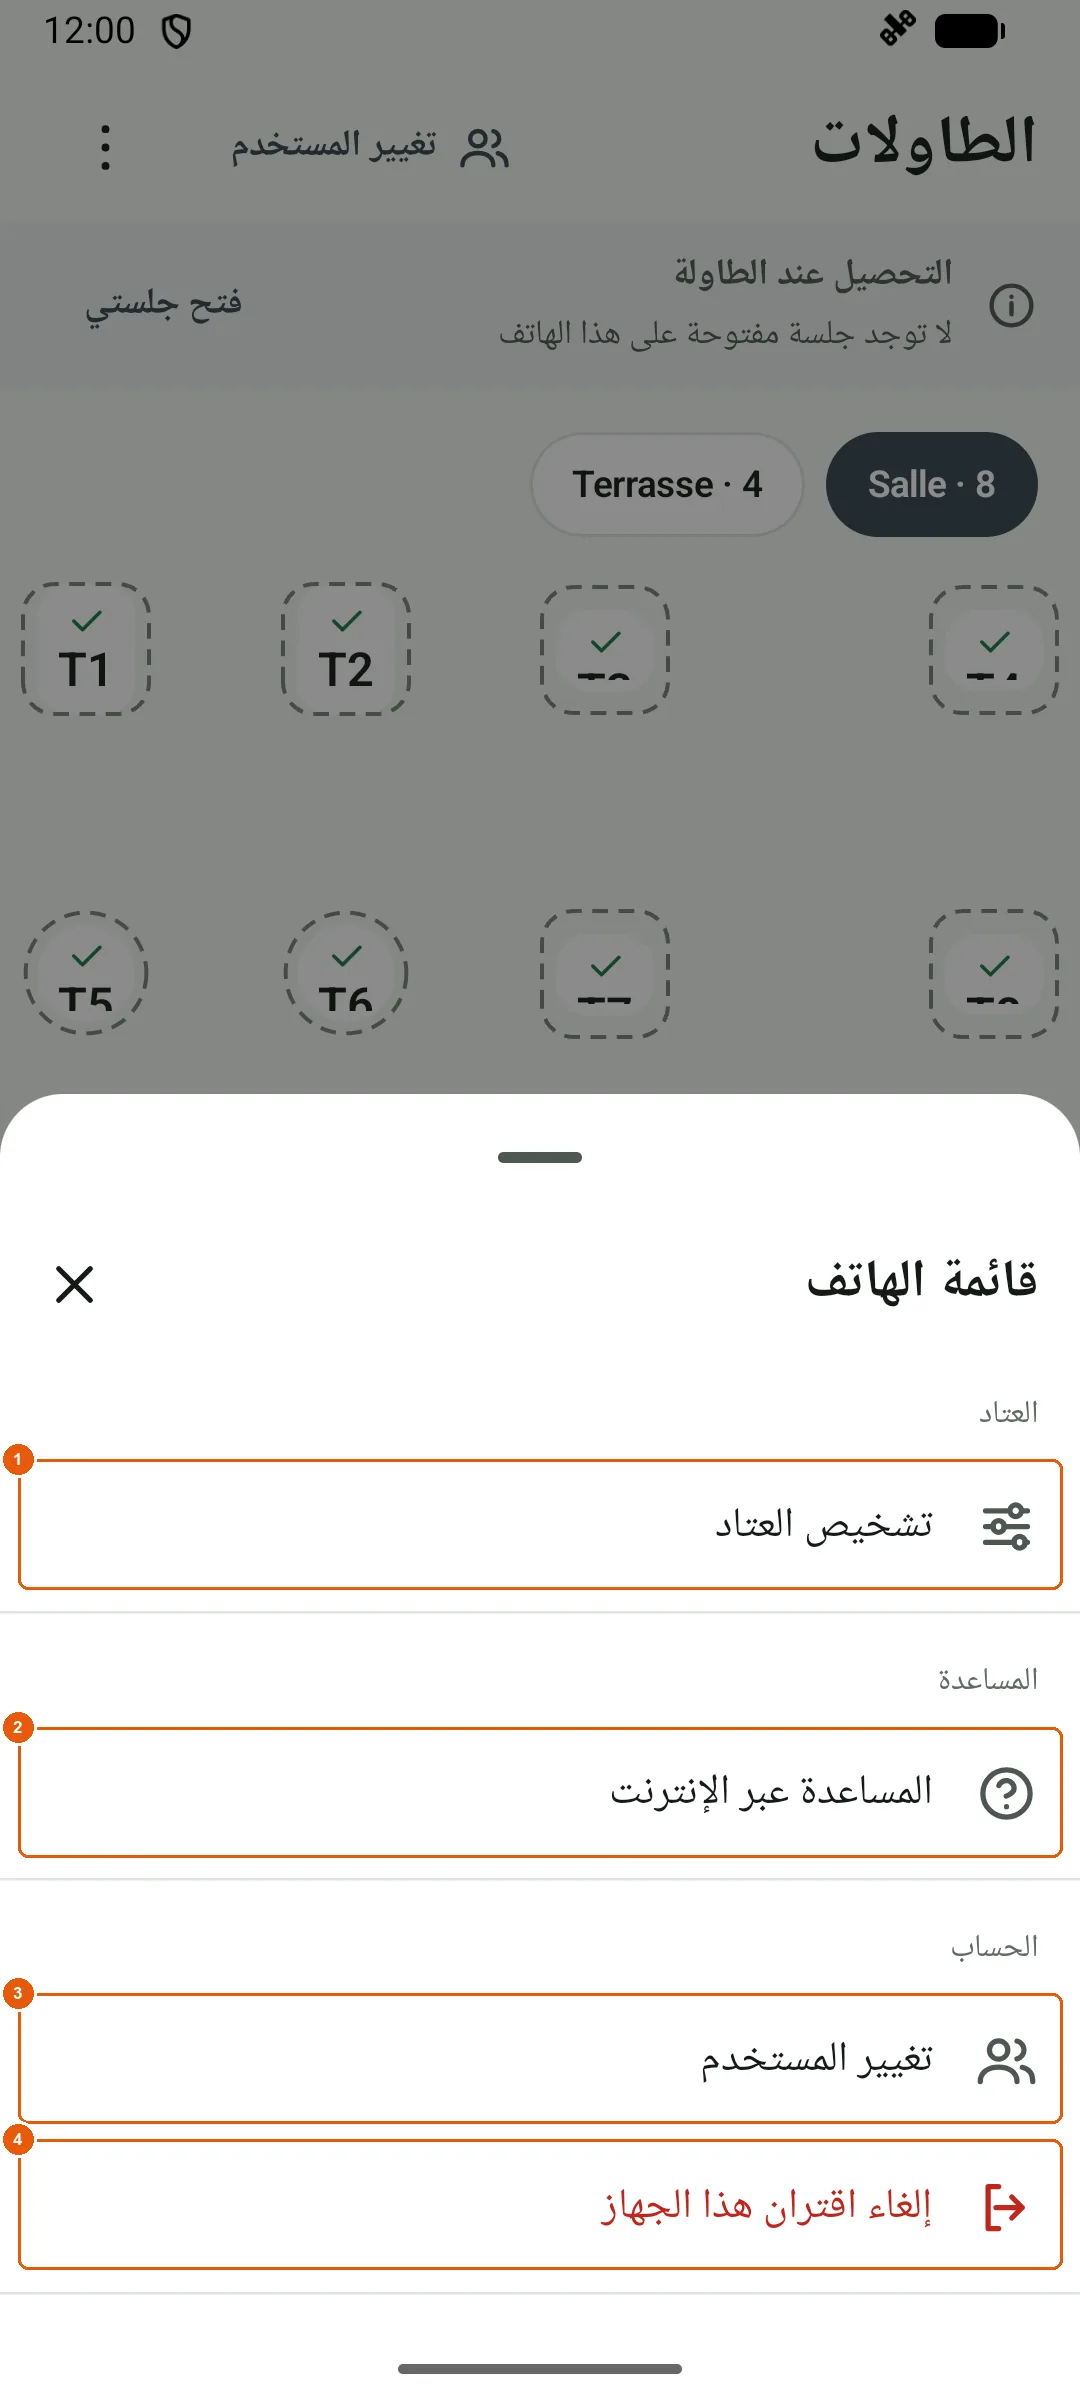 12:00
الطاولات
تغيير المستخدم
التحصيل عند الطاولة
لا توجد جلسة مفتوحة على هذا الهاتف
فتح جلستي
Salle · 8
Terrasse · 4
T1
T2
T5
T6
قائمة الهاتف
العتاد
1
تشخيص العتاد
المساعدة
2
المساعدة عبر الإنترنت
الحساب
3
تغيير المستخدم
4
إلغاء اقتران هذا الجهاز